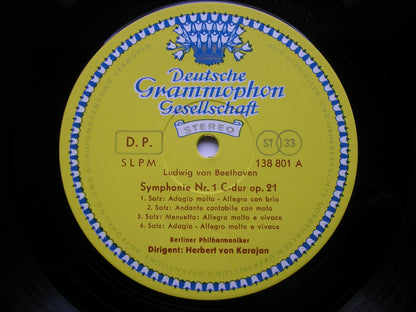 Deutsche
Grammophon
Gesellschaft
STEREO
D. P.
ST 33
SLPM
138 801 A
Ludwig van Beethoven
Symphonie Nr. 1 C-dur op. 21
1. Satz: Adagio molto - Allegro con brio
2. Satz: Andante cantabile con moto
3. Satz: Menuetto: Allegro molto e vivace
4. Satz: Adagio - Allegro molto e vivace
Berliner Philharmoniker
Dirigent: Herbert von Karajan